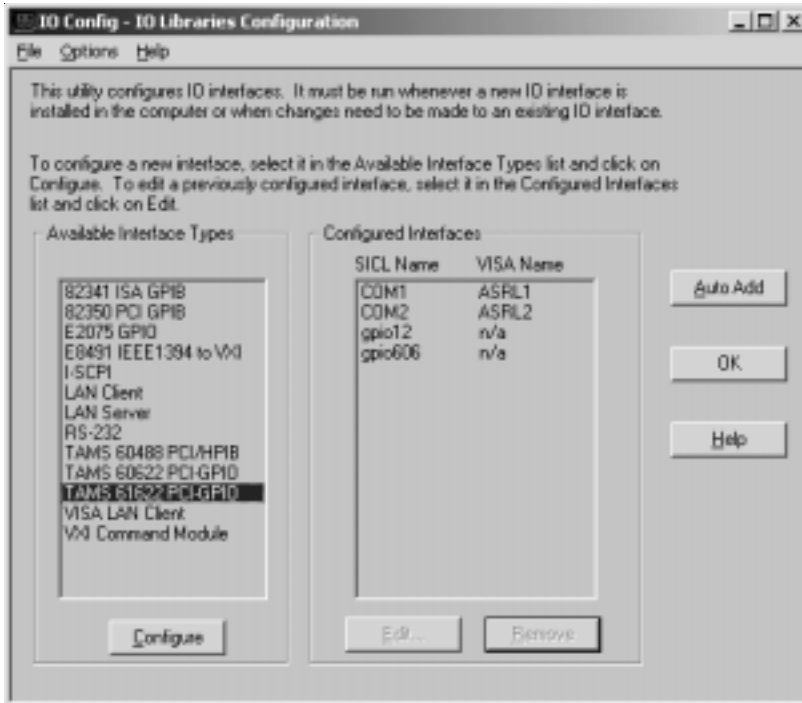 IO Config - IO Libraries Configuration
File Options Help
This utility configures IO interfaces. It must be run whenever a new IO interface is
installed in the computer or when changes need to be made to an existing IO interface.
To configure a new interface, select it in the Available Interface Types list and click on
Configure. To edit a previously configured interface, select it in the Configured Interfaces
list and click on Edit.
Available Interface Types
82341 ISA GPIB
82350 PCI GPIB
E2075 GPIO
E8491 IEEE1394 to VXI
I-SCPI
LAN Client
LAN Server
RS-232
TAMS 60488 PCI/HPIB
TAMS 60622 PCI-GPIO
TAMS 61622 PCI-GPIO
VISA LAN Client
VXI Command Module
Configure
Configured Interfaces
SICL Name VISA Name
COM1 ASRL1
COM2 ASRL2
gpio12 n/a
gpio606 n/a
Edit...
Remove
Auto Add
OK
Help